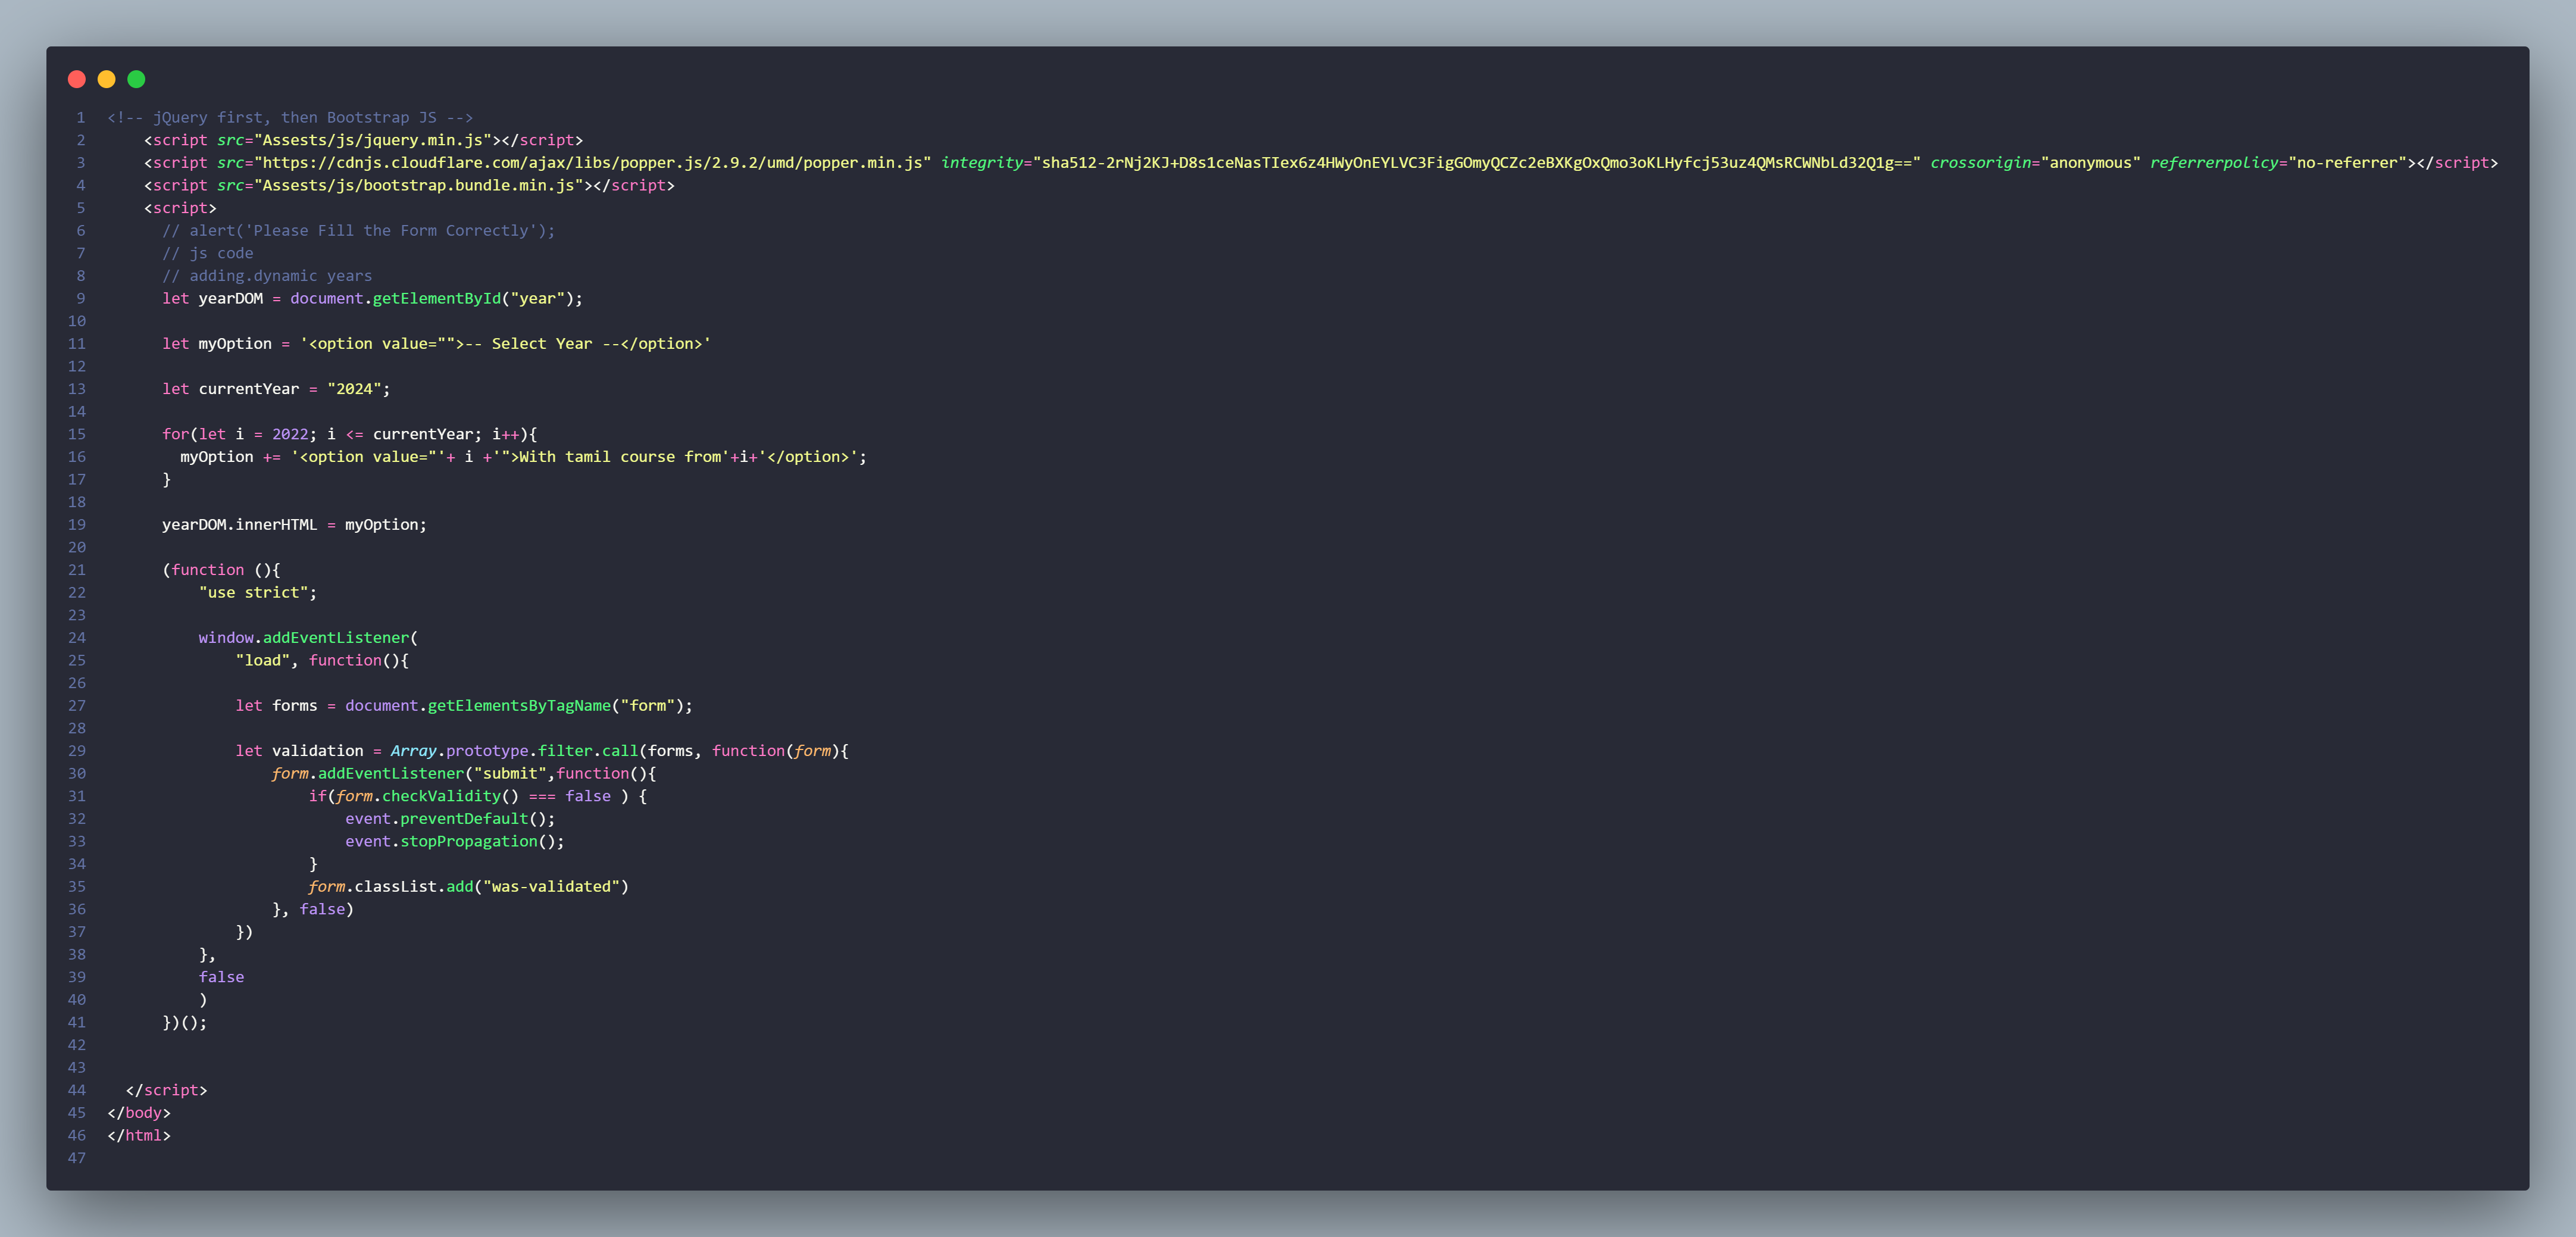 1 <!-- jQuery first, then Bootstrap JS -->
2 <script src="Assests/js/jquery.min.js"></script>
3 <script src="https://cdnjs.cloudflare.com/ajax/libs/popper.js/2.9.2/umd/popper.min.js" integrity="sha512-2rNj2KJ+D8s1ceNasTIex6z4HWyOnEYLVC3FigGOmyQCZc2eBXKgOxQmo3oKLHyfcj53uz4QMsRCWNbLd32Q1g==" crossorigin="anonymous" referrerpolicy="no-referrer"></script>
4 <script src="Assests/js/bootstrap.bundle.min.js"></script>
5 <script>
6 // alert('Please Fill the Form Correctly');
7 // js code
8 // adding.dynamic years
9 let yearDOM = document.getElementById("year");
10
11 let myOption = '<option value="">-- Select Year --</option>'
12
13 let currentYear = "2024";
14
15 for(let i = 2022; i <= currentYear; i++){
16 myOption += '<option value="'+ i +'">With tamil course from'+i+'</option>';
17 }
18
19 yearDOM.innerHTML = myOption;
20
21 (function (){
22 "use strict";
23
24 window.addEventListener(
25 "load", function(){
26
27 let forms = document.getElementsByTagName("form");
28
29 let validation = Array.prototype.filter.call(forms, function(form){
30 form.addEventListener("submit",function(){
31 if(form.checkValidity() === false ) {
32 event.preventDefault();
33 event.stopPropagation();
34 }
35 form.classList.add("was-validated")
36 }, false)
37 })
38 },
39 false
40 )
41 })();
42
43
44 </script>
45 </body>
46 </html>
47